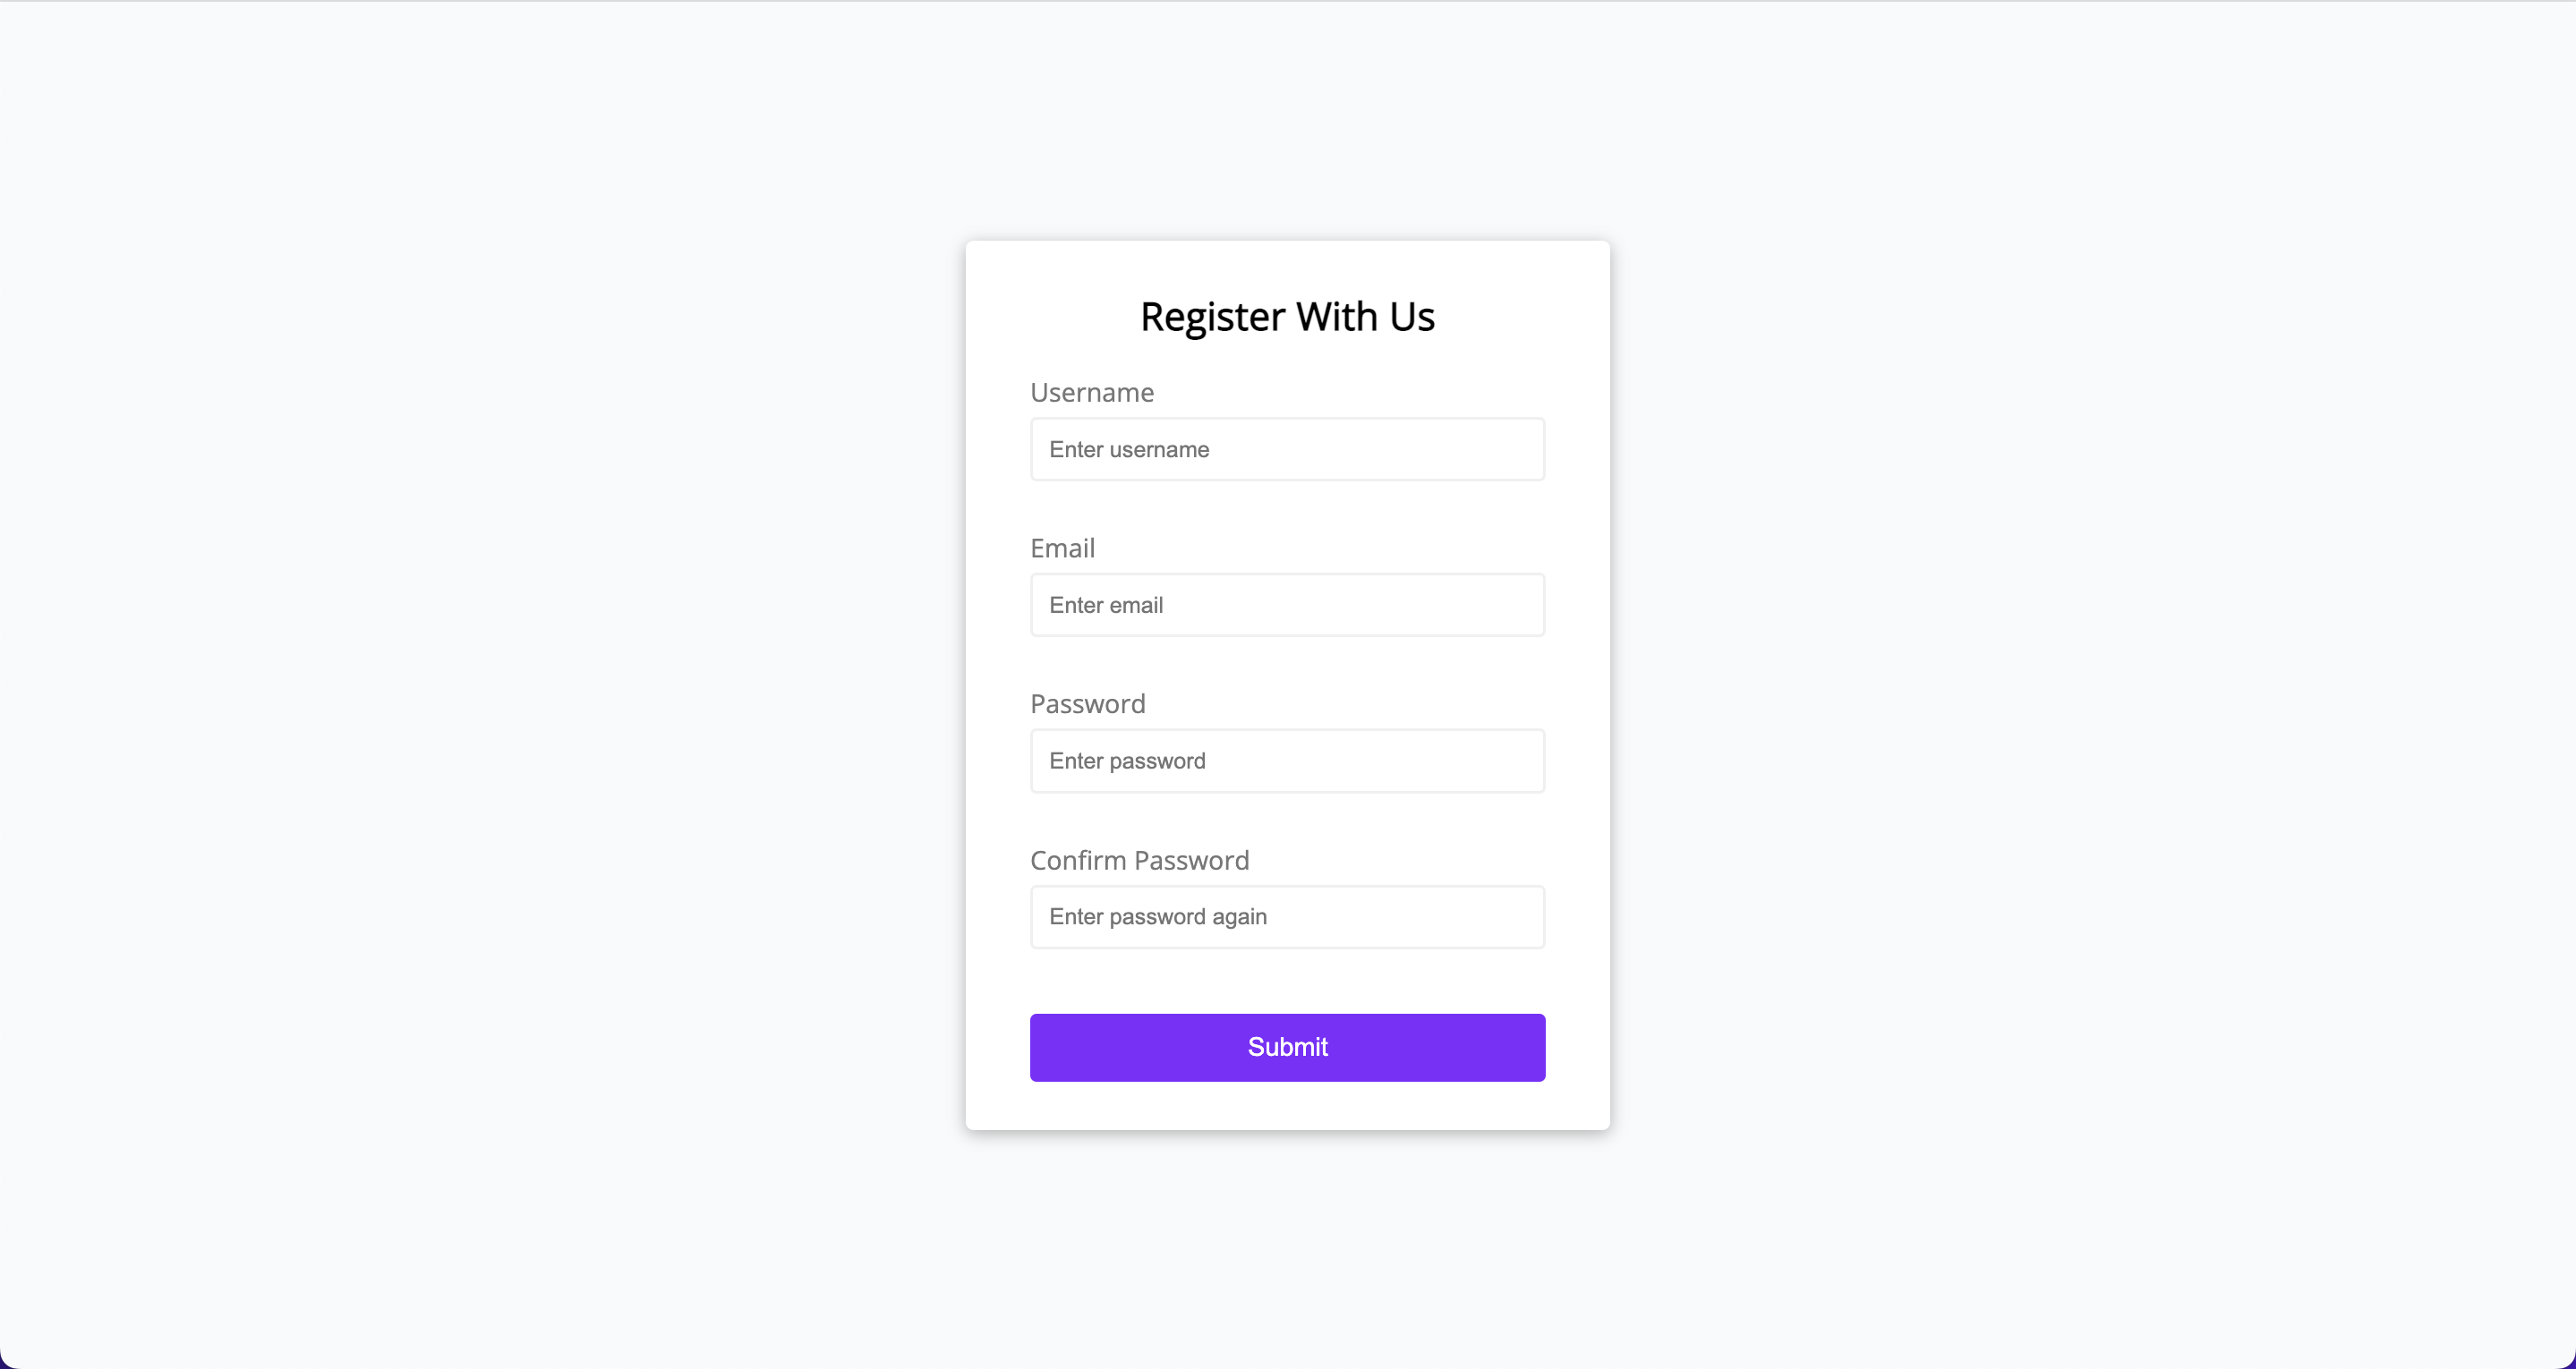 Register With Us
Username
Enter username
Email
Enter email
Password
Enter password
Confirm Password
Enter password again
Submit